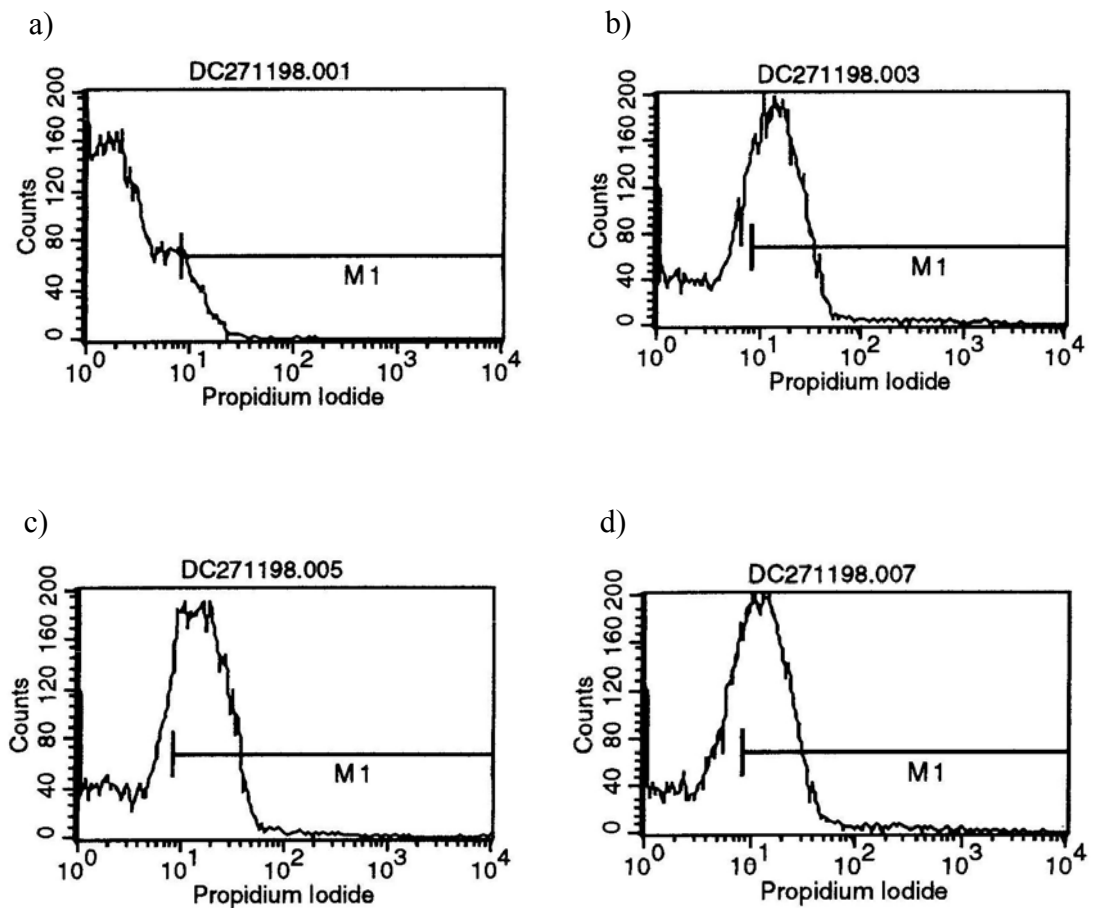 a)
DC271198.001
Counts
200
160
120
80
40
0
M1
10^0 10^1 10^2 10^3 10^4
Propidium Iodide
b)
DC271198.003
Counts
200
160
120
80
40
0
M1
10^0 10^1 10^2 10^3 10^4
Propidium Iodide
c)
DC271198.005
Counts
200
160
120
80
40
0
M1
10^0 10^1 10^2 10^3 10^4
Propidium Iodide
d)
DC271198.007
Counts
200
160
120
80
40
0
M1
10^0 10^1 10^2 10^3 10^4
Propidium Iodide